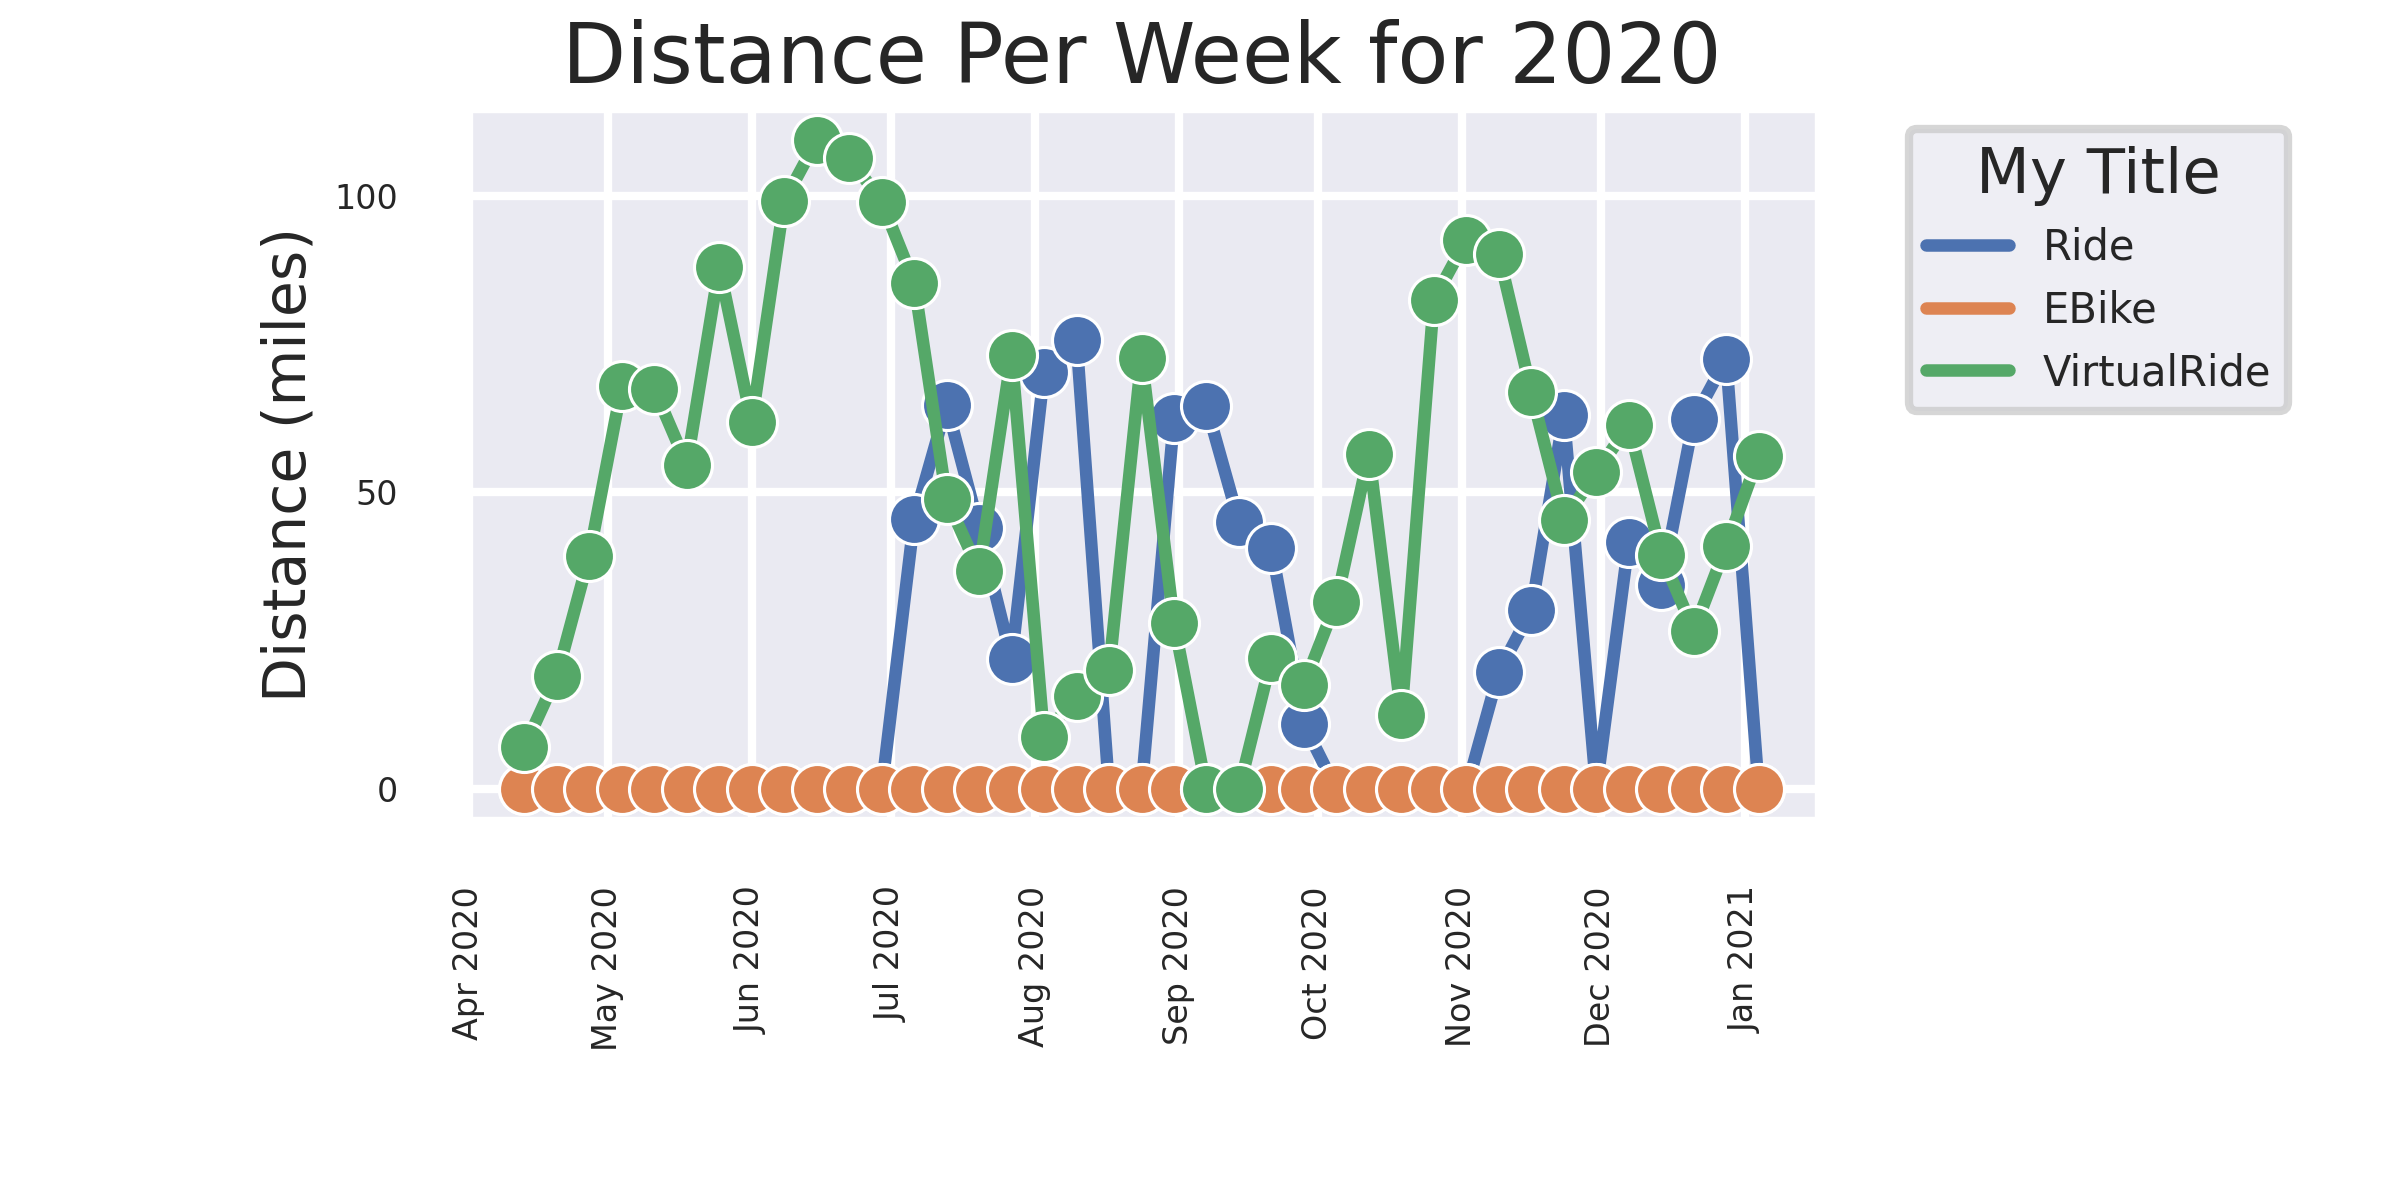 Distance Per Week for 2020
Distance (miles)
100
50
0
Apr 2020
May 2020
Jun 2020
Jul 2020
Aug 2020
Sep 2020
Oct 2020
Nov 2020
Dec 2020
Jan 2021
My Title
Ride
EBike
VirtualRide